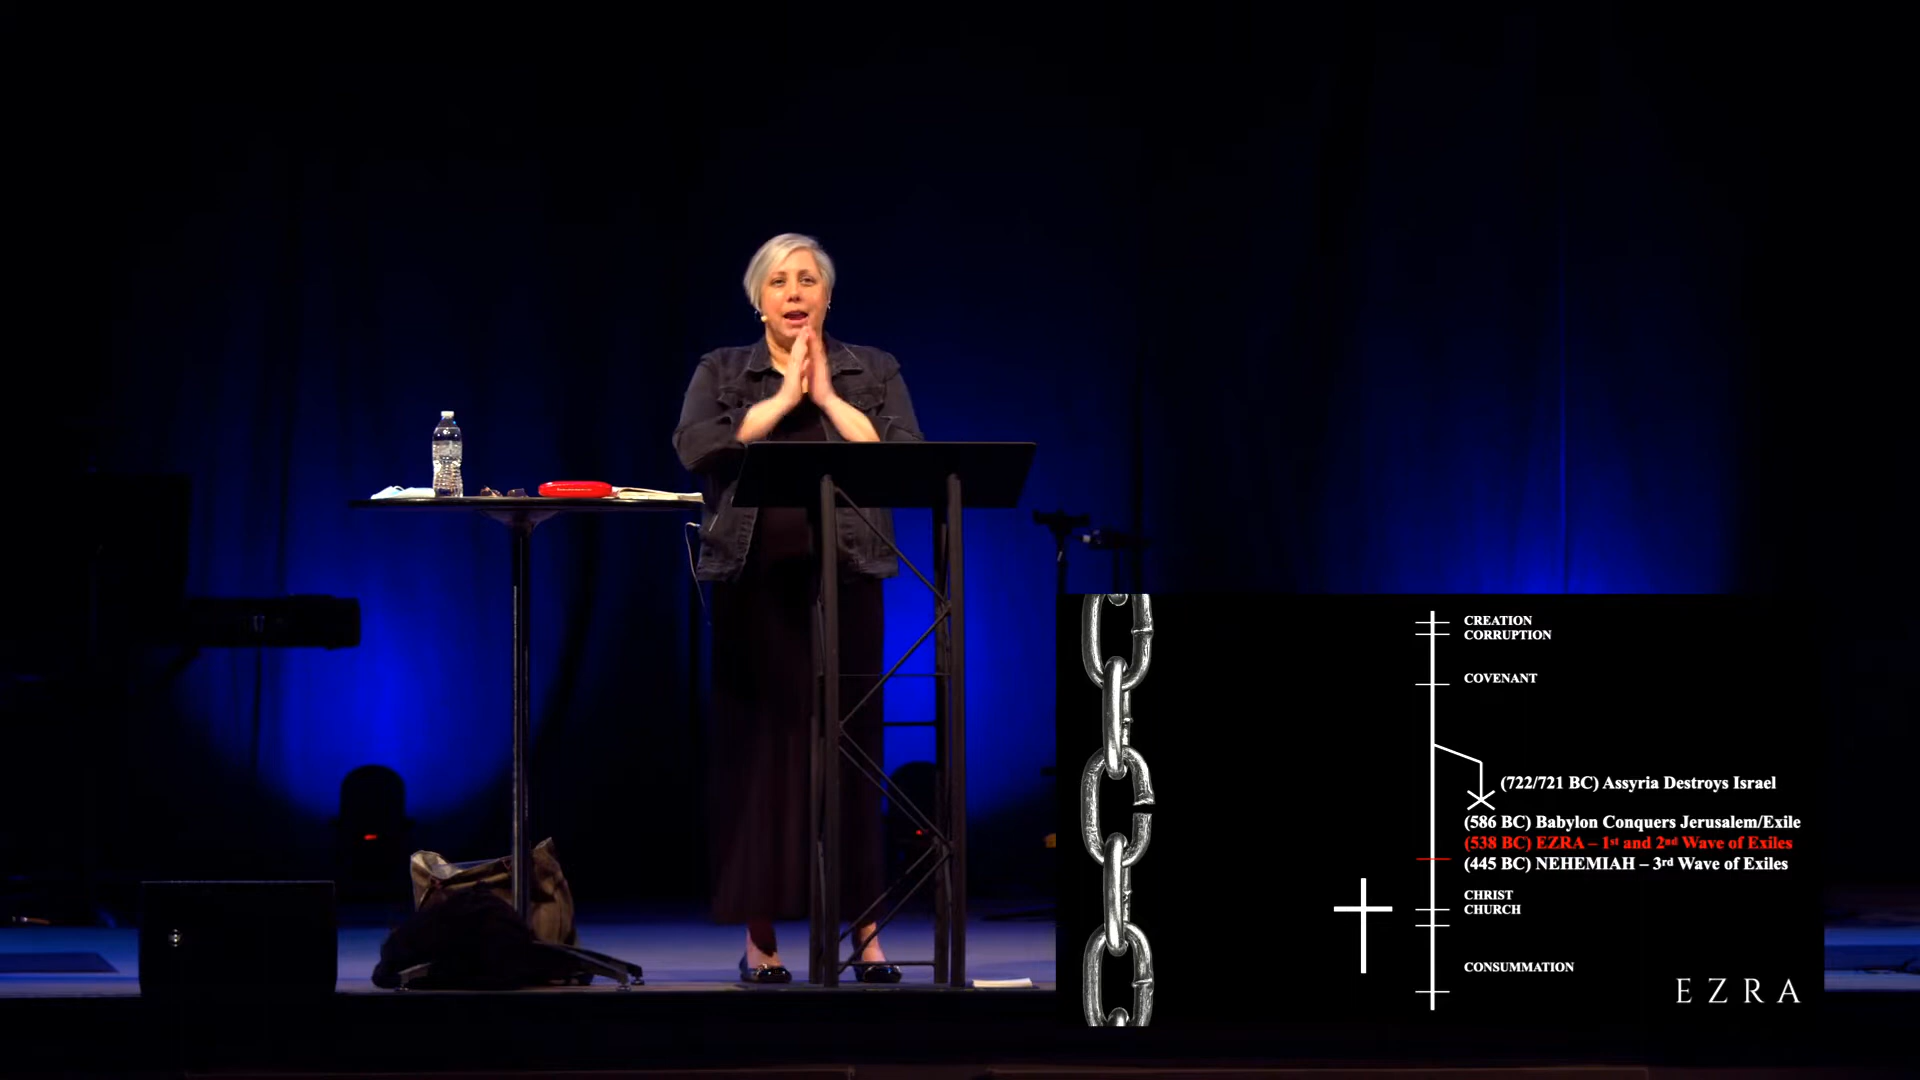 CREATION
CORRUPTION
COVENANT
(722/721 BC) Assyria Destroys Israel
(586 BC) Babylon Conquers Jerusalem/Exile
(538 BC) EZRA – 1st and 2nd Wave of Exiles
(445 BC) NEHEMIAH – 3rd Wave of Exiles
CHRIST
CHURCH
CONSUMMATION
EZRA